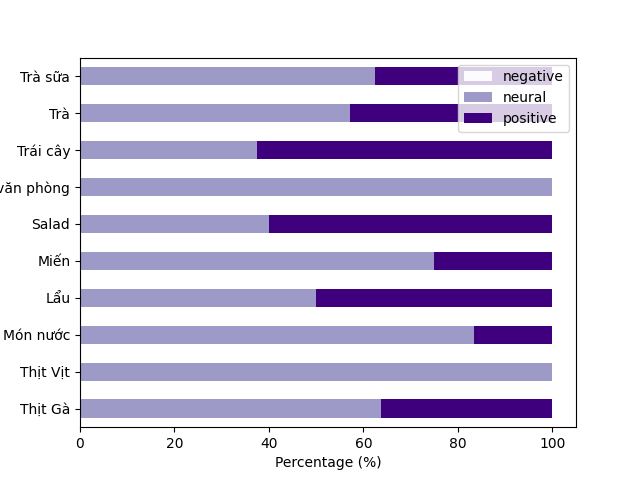 Trà sữa
Trà
Trái cây
văn phòng
Salad
Miến
Lẩu
Món nước
Thịt Vịt
Thịt Gà
0 20 40 60 80 100
Percentage (%)
negative
neural
positive